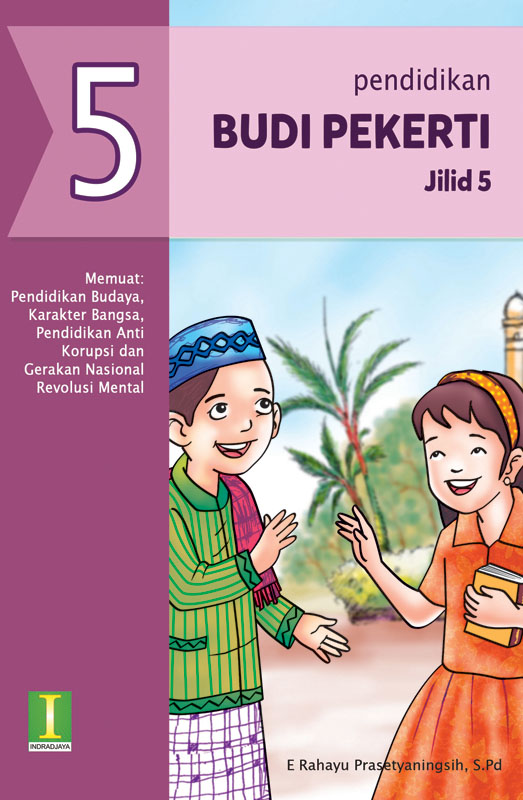 5
pendidikan
BUDI PEKERTI
Jilid 5
Memuat:
Pendidikan Budaya,
Karakter Bangsa,
Pendidikan Anti
Korupsi dan
Gerakan Nasional
Revolusi Mental
I
INDRADJAYA
E Rahayu Prasetyaningsih, S.Pd